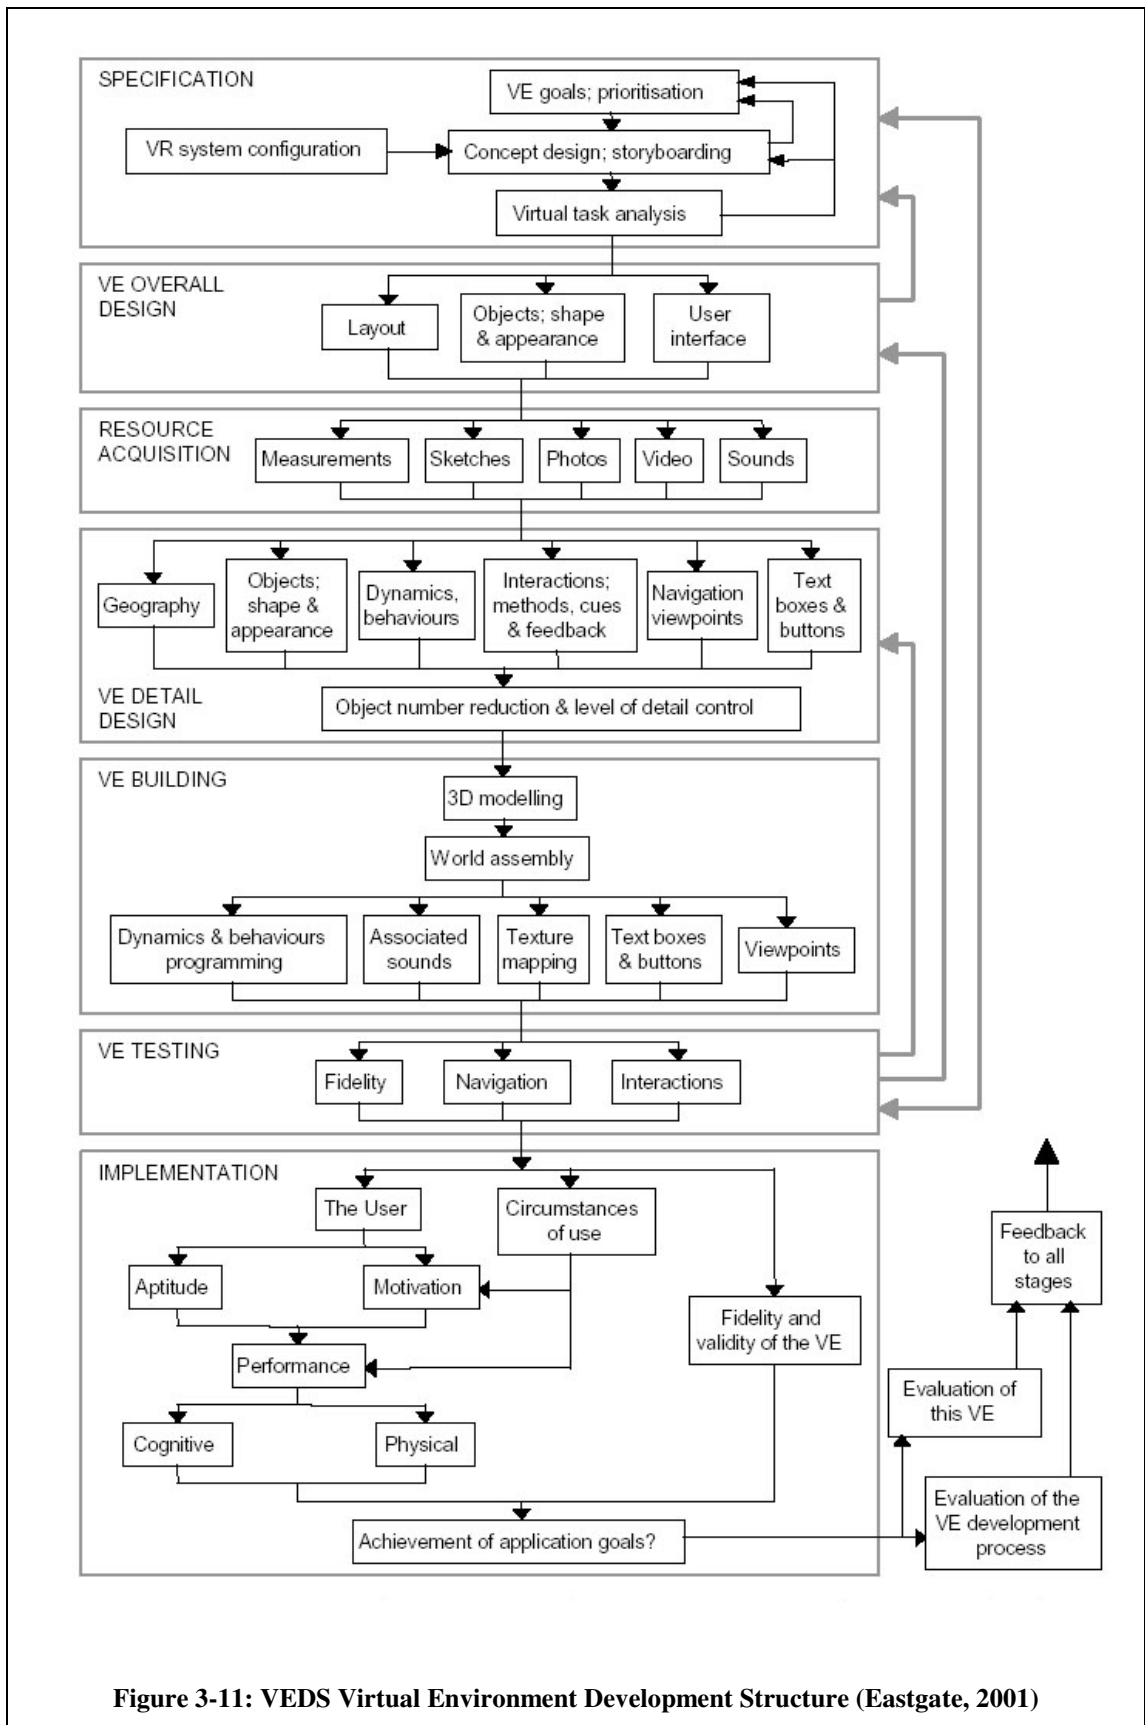 SPECIFICATION
VE goals; prioritisation
VR system configuration
Concept design; storyboarding
Virtual task analysis
VE OVERALL
DESIGN
Layout
Objects; shape
& appearance
User
interface
RESOURCE
ACQUISITION
Measurements
Sketches
Photos
Video
Sounds
Geography
Objects;
shape &
appearance
Dynamics,
behaviours
Interactions;
methods, cues
& feedback
Navigation
viewpoints
Text
boxes &
buttons
VE DETAIL
DESIGN
Object number reduction & level of detail control
VE BUILDING
3D modelling
World assembly
Dynamics & behaviours
programming
Associated
sounds
Texture
mapping
Text boxes
& buttons
Viewpoints
VE TESTING
Fidelity
Navigation
Interactions
IMPLEMENTATION
The User
Circumstances
of use
Aptitude
Motivation
Fidelity and
validity of the VE
Performance
Cognitive
Physical
Achievement of application goals?
Feedback
to all
stages
Evaluation of
this VE
Evaluation of the
VE development
process
Figure 3-11: VEDS Virtual Environment Development Structure (Eastgate, 2001)